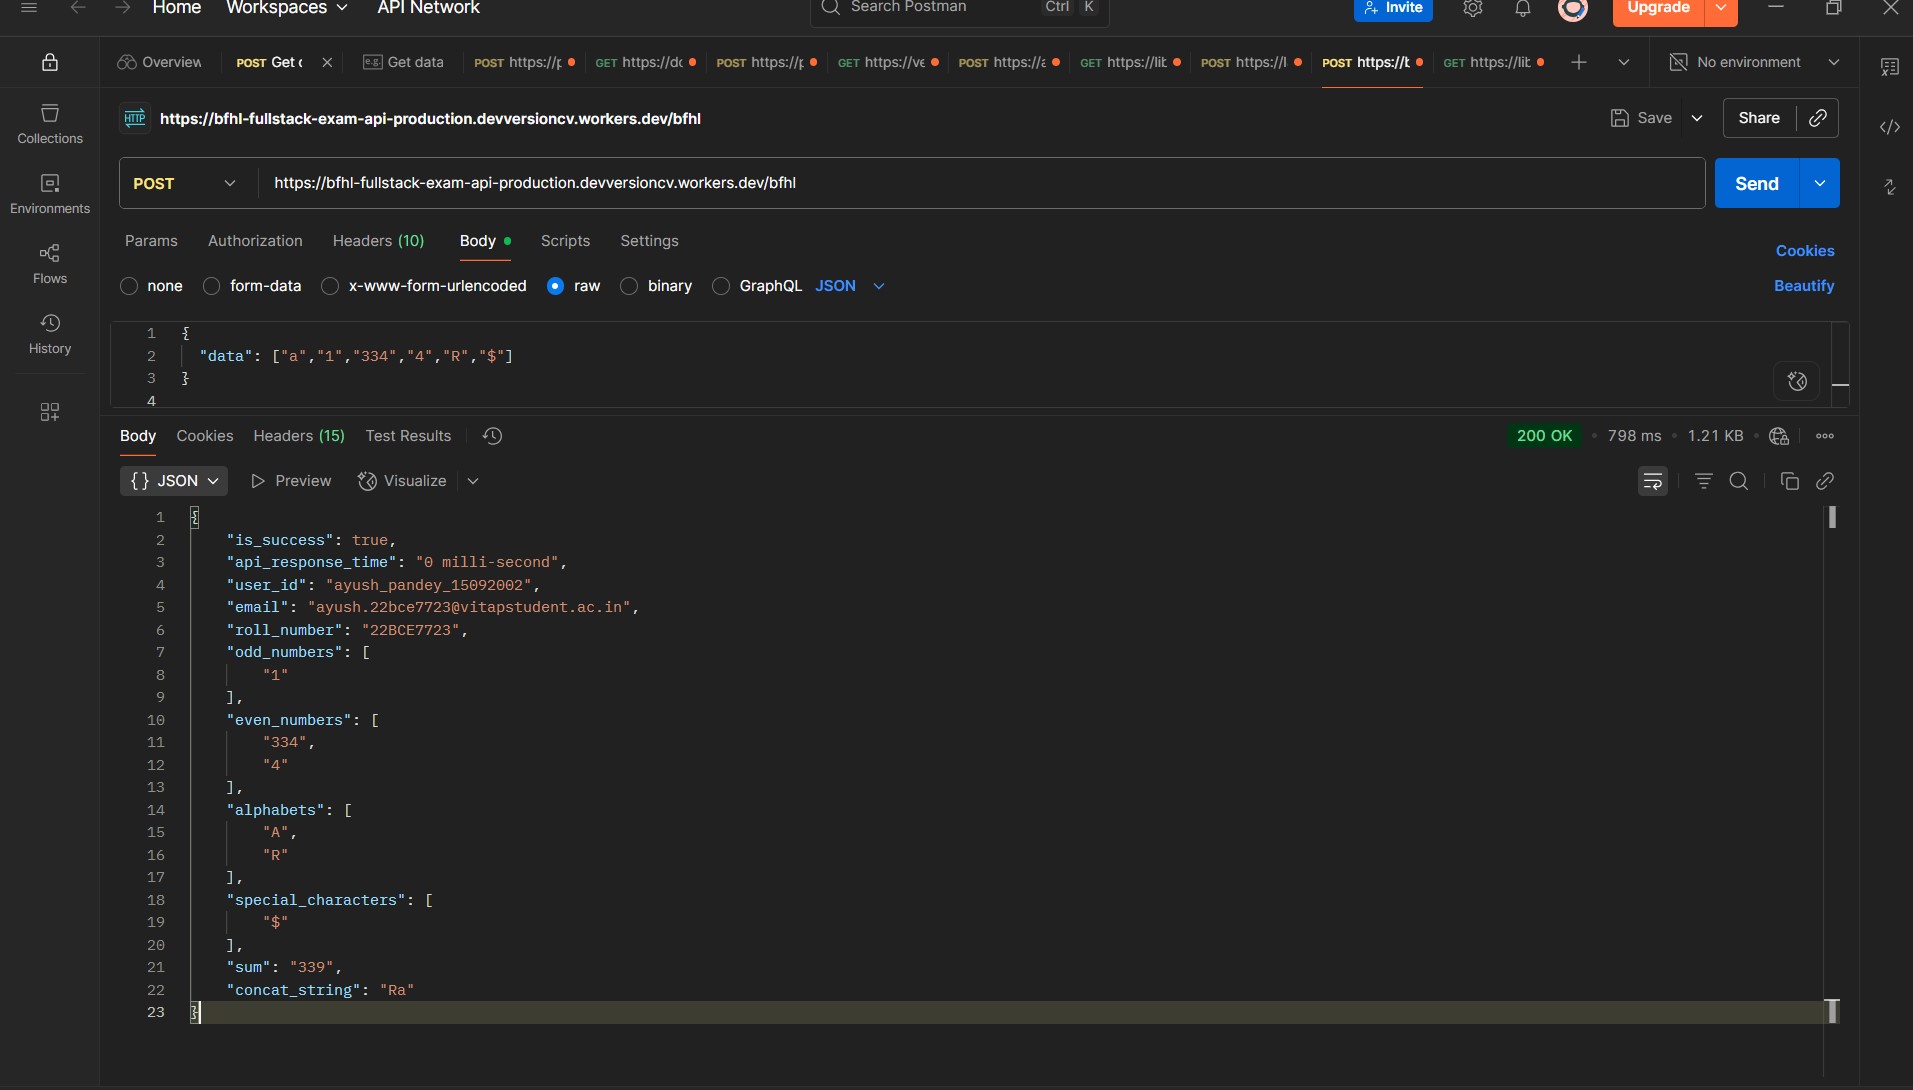 Home Workspaces API Network Search Postman Ctrl K Invite Upgrade
Overview POST Get c Get data POST https://p GET https://dc POST https://p GET https://ve POST https://a GET https://lib POST https://l POST https://b GET https://lib No environment
HTTP https://bfhl-fullstack-exam-api-production.devversioncv.workers.dev/bfhl Save Share
Collections
POST https://bfhl-fullstack-exam-api-production.devversioncv.workers.dev/bfhl Send
Environments
Params Authorization Headers (10) Body Scripts Settings Cookies
Flows
none form-data x-www-form-urlencoded raw binary GraphQL JSON Beautify
History
1 {
2 "data": ["a","1","334","4","R","$"]
3 }
4
Body Cookies Headers (15) Test Results 200 OK • 798 ms • 1.21 KB •
{} JSON Preview Visualize
1 {
2 "is_success": true,
3 "api_response_time": "0 milli-second",
4 "user_id": "ayush_pandey_15092002",
5 "email": "ayush.22bce7723@vitapstudent.ac.in",
6 "roll_number": "22BCE7723",
7 "odd_numbers": [
8 "1"
9 ],
10 "even_numbers": [
11 "334",
12 "4"
13 ],
14 "alphabets": [
15 "A",
16 "R"
17 ],
18 "special_characters": [
19 "$"
20 ],
21 "sum": "339",
22 "concat_string": "Ra"
23 }